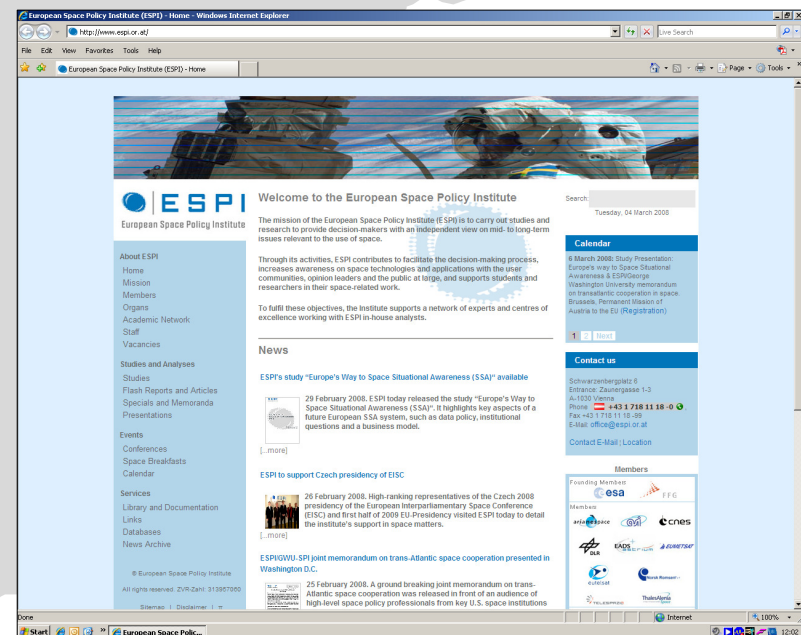 European Space Policy Institute (ESPI) - Home - Windows Internet Explorer
http://www.espi.or.at/
Live Search
File Edit View Favorites Tools Help
European Space Policy Institute (ESPI) - Home
Page Tools
ESPI
European Space Policy Institute
About ESPI
Home
Mission
Members
Organs
Academic Network
Staff
Vacancies
Studies and Analyses
Studies
Flash Reports and Articles
Specials and Memoranda
Presentations
Events
Conferences
Space Breakfasts
Calendar
Services
Library and Documentation
Links
Databases
News Archive
© European Space Policy Institute
All rights reserved. ZVR-Zahl: 313957080
Sitemap | Disclaimer |
Welcome to the European Space Policy Institute
The mission of the European Space Policy Institute (ESPI) is to carry out studies and
research to provide decision-makers with an independent view on mid- to long-term
issues relevant to the use of space.
Through its activities, ESPI contributes to facilitate the decision-making process,
increases awareness on space technologies and applications with the user
communities, opinion leaders and the public at large, and supports students and
researchers in their space-related work.
To fulfil these objectives, the Institute supports a network of experts and centres of
excellence working with ESPI in-house analysts.
News
ESPI's study "Europe's Way to Space Situational Awareness (SSA)" available
29 February 2008. ESPI today released the study "Europe's Way to
Space Situational Awareness (SSA)". It highlights key aspects of a
future European SSA system, such as data policy, institutional
questions and a business model.
[...more]
ESPI to support Czech presidency of EISC
26 February 2008. High-ranking representatives of the Czech 2008
presidency of the European Interparliamentary Space Conference
(EISC) and first half of 2009 EU-Presidency visited ESPI today to detail
the institute's support in space matters.
[...more]
ESPI/GWU-SPI joint memorandum on trans-Atlantic space cooperation presented in
Washington D.C.
25 February 2008. A ground breaking joint memorandum on trans-
Atlantic space cooperation was released in front of an audience of
high-level space policy professionals from key U.S. space institutions
Search:
Tuesday, 04 March 2008
Calendar
6 March 2008: Study Presentation:
Europe's way to Space Situational
Awareness & ESPI/George
Washington University memorandum
on transatlantic cooperation in space.
Brussels, Permanent Mission of
Austria to the EU (Registration)
1 2 Next
Contact us
Schwarzenbergplatz 6
Entrance: Zaunergasse 1-3
A-1030 Vienna
Phone +43 1 718 11 18 -0
Fax +43 1 718 11 18 -99
E-Mail: office@espi.or.at
Contact E-Mail | Location
Members
Founding Members
esa FFG
Members
arianespace cnes
DLR EADS astrium EUMETSAT
eutelsat
TELESPAZIO ThalesAlenia
Done Internet 100%
Start European Space Polic... 12:02